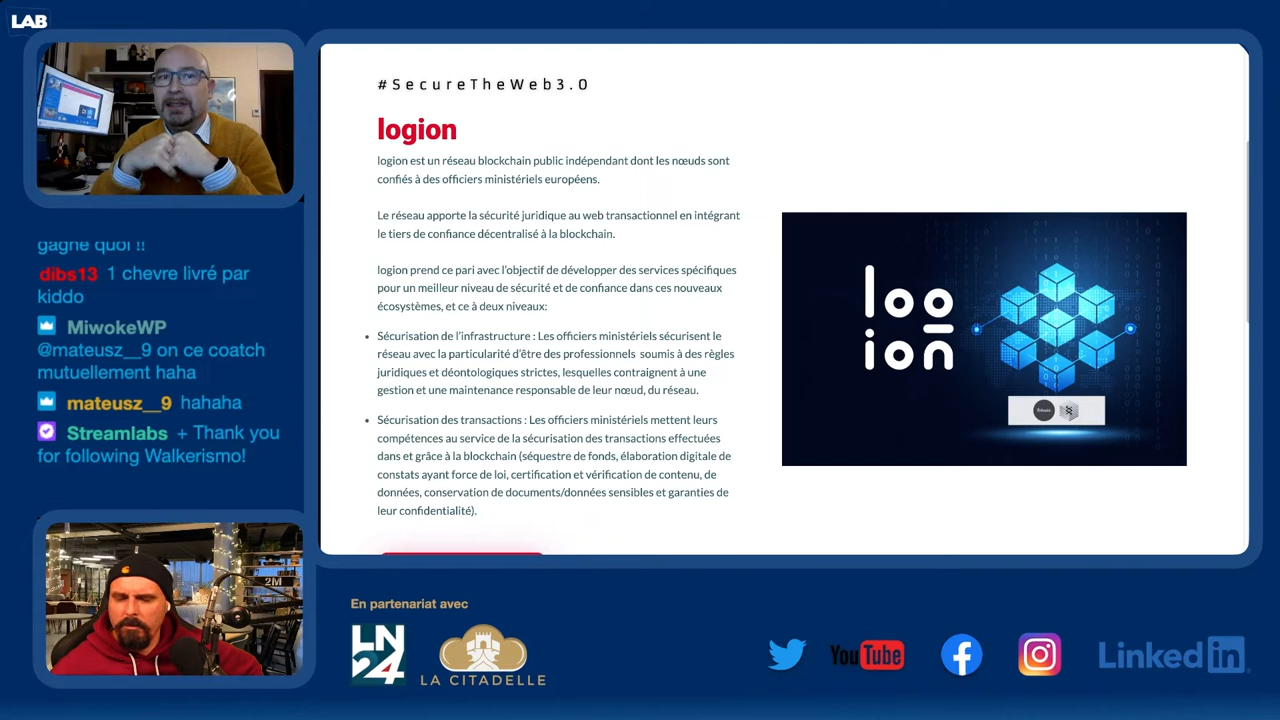 LAB
gagne quoi !!
dibs13 1 chevre livré par
kiddo
MiwokeWP
@mateusz__9 on ce coatch
mutuellement haha
mateusz__9 hahaha
Streamlabs + Thank you
for following Walkerismo!
2M
#SecureTheWeb3.0
logion
logion est un réseau blockchain public indépendant dont les nœuds sont
confiés à des officiers ministériels européens.
Le réseau apporte la sécurité juridique au web transactionnel en intégrant
le tiers de confiance décentralisé à la blockchain.
logion prend ce pari avec l'objectif de développer des services spécifiques
pour un meilleur niveau de sécurité et de confiance dans ces nouveaux
écosystèmes, et ce à deux niveaux:
• Sécurisation de l'infrastructure : Les officiers ministériels sécurisent le
réseau avec la particularité d'être des professionnels soumis à des règles
juridiques et déontologiques strictes, lesquelles contraignent à une
gestion et une maintenance responsable de leur nœud, du réseau.
• Sécurisation des transactions : Les officiers ministériels mettent leurs
compétences au service de la sécurisation des transactions effectuées
dans et grâce à la blockchain (séquestre de fonds, élaboration digitale de
constats ayant force de loi, certification et vérification de contenu, de
données, conservation de documents/données sensibles et garanties de
leur confidentialité).
loo
ion
En partenariat avec
LN
24
LA CITADELLE
YouTube
Linked in